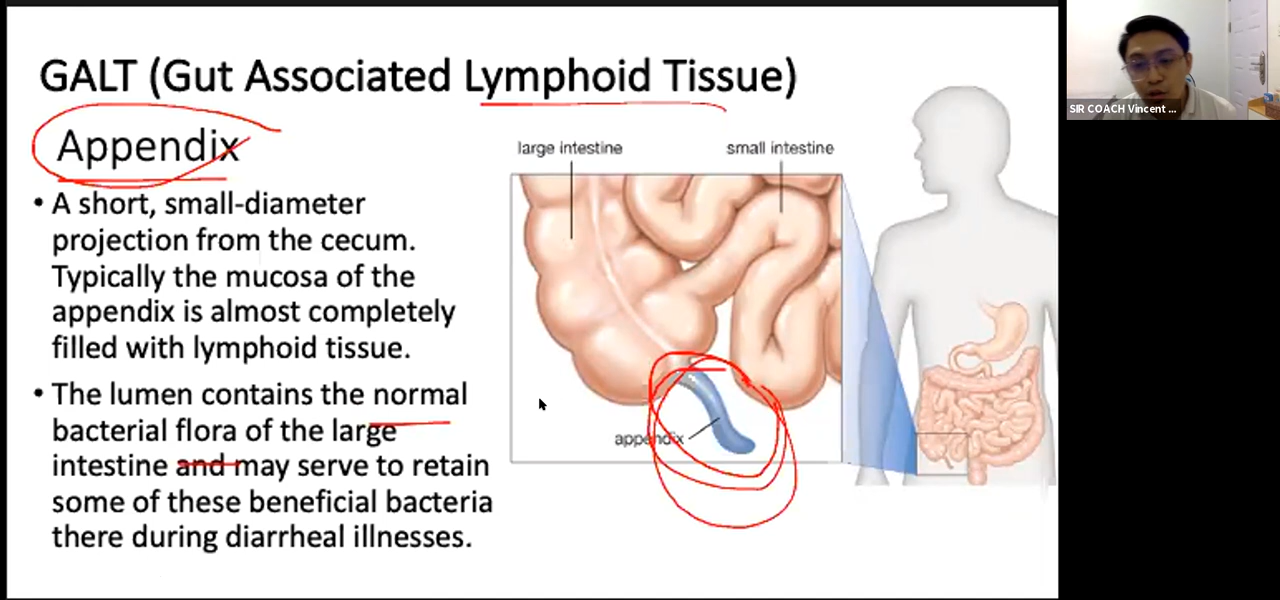 GALT (Gut Associated Lymphoid Tissue)
Appendix
• A short, small-diameter
projection from the cecum.
Typically the mucosa of the
appendix is almost completely
filled with lymphoid tissue.
• The lumen contains the normal
bacterial flora of the large
intestine and may serve to retain
some of these beneficial bacteria
there during diarrheal illnesses.
large intestine
small intestine
appendix
SIR COACH Vincent ...